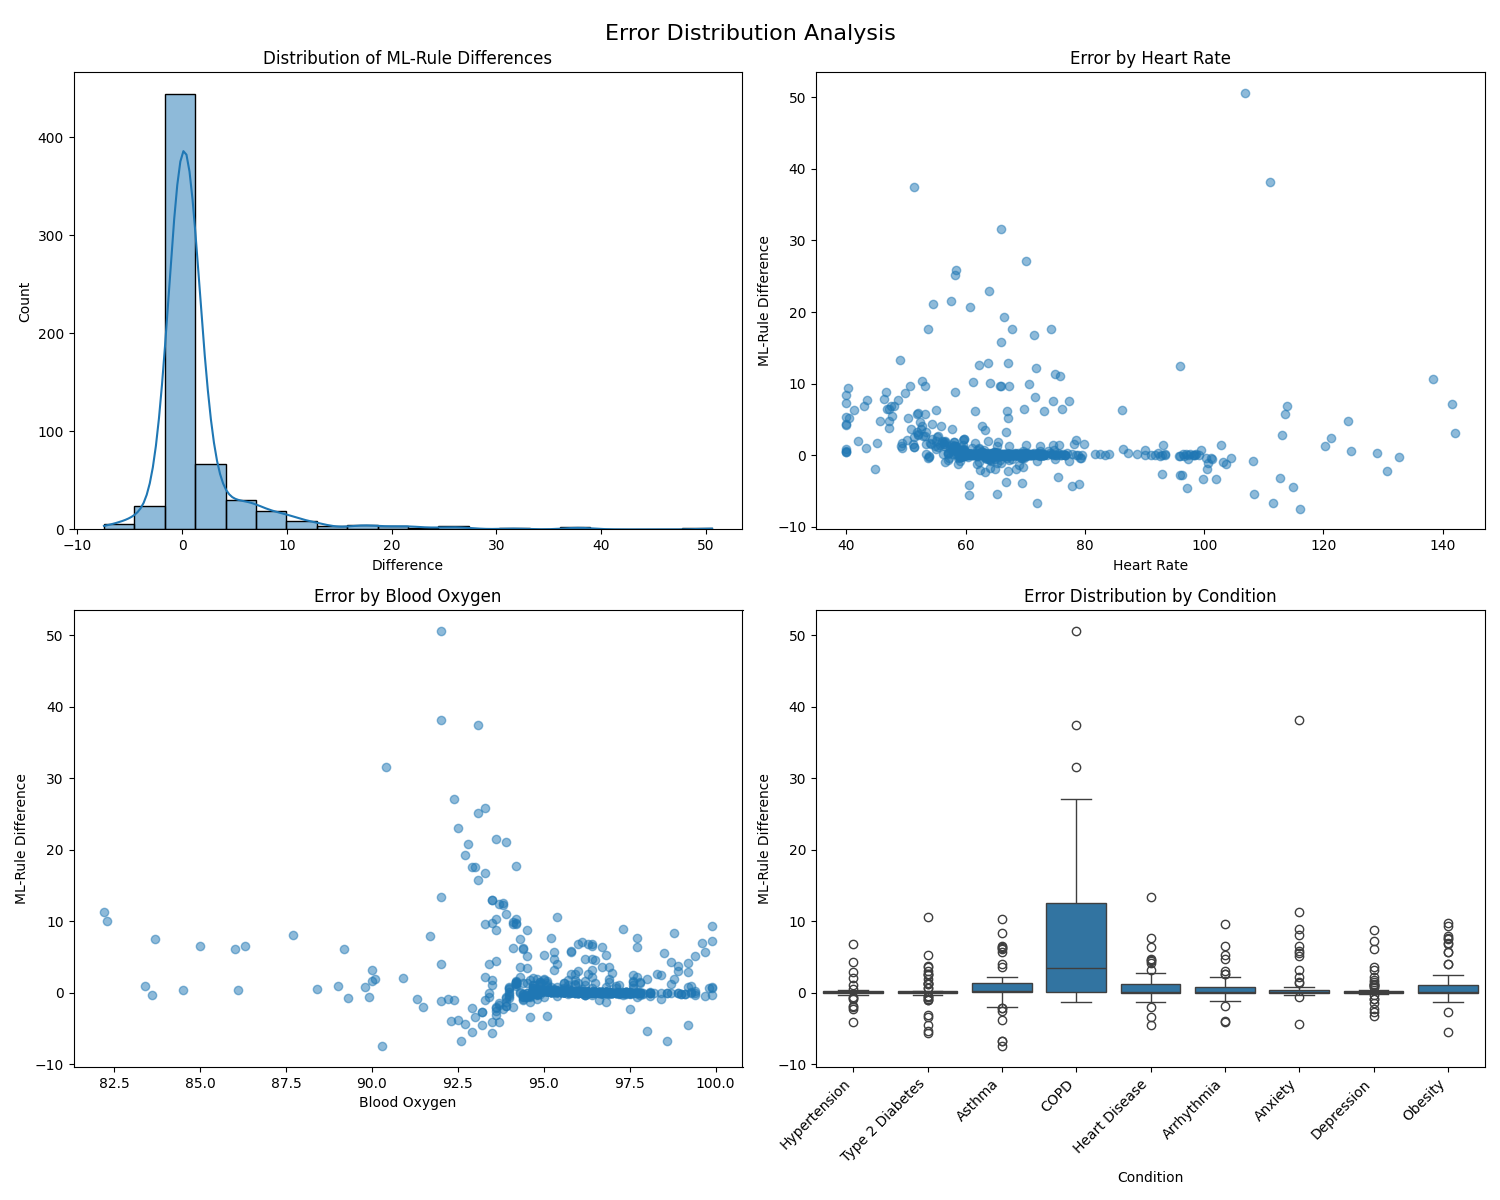 Error Distribution Analysis
Distribution of ML-Rule Differences
Count
400
300
200
100
0
−10 0 10 20 30 40 50
Difference
Error by Heart Rate
ML-Rule Difference
50
40
30
20
10
0
−10
40 60 80 100 120 140
Heart Rate
Error by Blood Oxygen
ML-Rule Difference
50
40
30
20
10
0
−10
82.5 85.0 87.5 90.0 92.5 95.0 97.5 100.0
Blood Oxygen
Error Distribution by Condition
ML-Rule Difference
50
40
30
20
10
0
−10
Hypertension
Type 2 Diabetes
Asthma
COPD
Heart Disease
Arrhythmia
Anxiety
Depression
Obesity
Condition